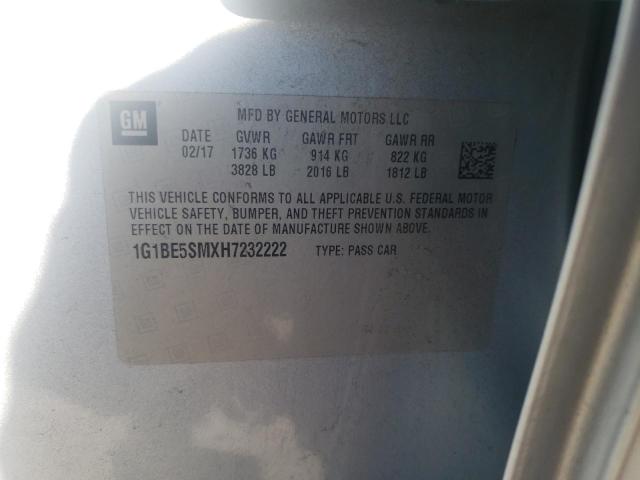 GM
MFD BY GENERAL MOTORS LLC
DATE GVWR GAWR FRT GAWR RR
02/17 1736 KG 914 KG 822 KG
3828 LB 2016 LB 1812 LB
THIS VEHICLE CONFORMS TO ALL APPLICABLE U.S. FEDERAL MOTOR
VEHICLE SAFETY, BUMPER, AND THEFT PREVENTION STANDARDS IN
EFFECT ON THE DATE OF MANUFACTURE SHOWN ABOVE.
1G1BE5SMXH7232222 TYPE: PASS CAR